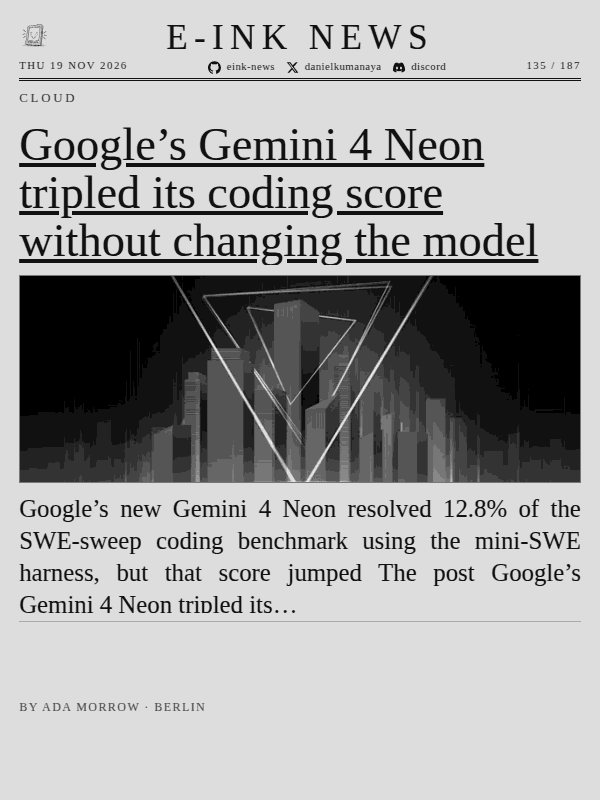 E-INK NEWS
THU 19 NOV 2026
eink-news danielkumanaya discord
135 / 187
CLOUD
Google’s Gemini 4 Neon
tripled its coding score
without changing the model
Google’s new Gemini 4 Neon resolved 12.8% of the
SWE-sweep coding benchmark using the mini-SWE
harness, but that score jumped The post Google’s
Gemini 4 Neon tripled its…
BY ADA MORROW · BERLIN